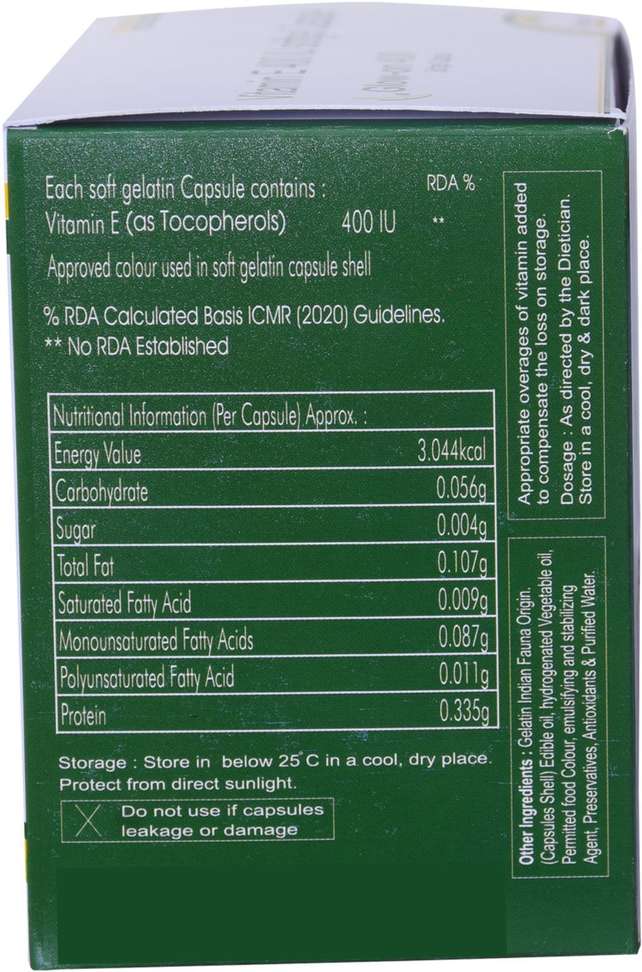 Each soft gelatin Capsule contains : RDA %
Vitamin E (as Tocopherols) 400 IU **
Approved colour used in soft gelatin capsule shell
% RDA Calculated Basis ICMR (2020) Guidelines.
** No RDA Established
Nutritional Information (Per Capsule) Approx. :
Energy Value 3.044kcal
Carbohydrate 0.056g
Sugar 0.004g
Total Fat 0.107g
Saturated Fatty Acid 0.009g
Monounsaturated Fatty Acids 0.087g
Polyunsaturated Fatty Acid 0.011g
Protein 0.335g
Storage : Store in below 25°C in a cool, dry place.
Protect from direct sunlight.
Do not use if capsules
leakage or damage
Appropriate overages of vitamin added
to compensate the loss on storage.
Dosage : As directed by the Dietician.
Store in a cool, dry & dark place.
Other Ingredients : Gelatin Indian Fauna Origin.
(Capsules Shell) Edible oil, hydrogenated Vegetable oil,
Permitted food Colour, emulsifying and stabilizing
Agent, Preservatives, Antioxidants & Purified Water.